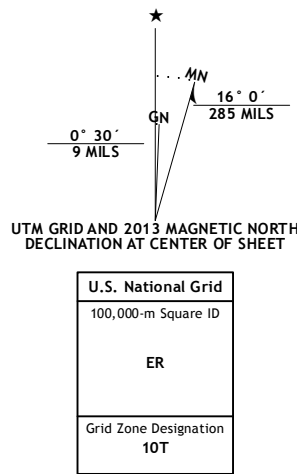 ★
MN
GN
16° 0´
285 MILS
0° 30´
9 MILS
UTM GRID AND 2013 MAGNETIC NORTH
DECLINATION AT CENTER OF SHEET
U.S. National Grid
100,000-m Square ID
ER
Grid Zone Designation
10T